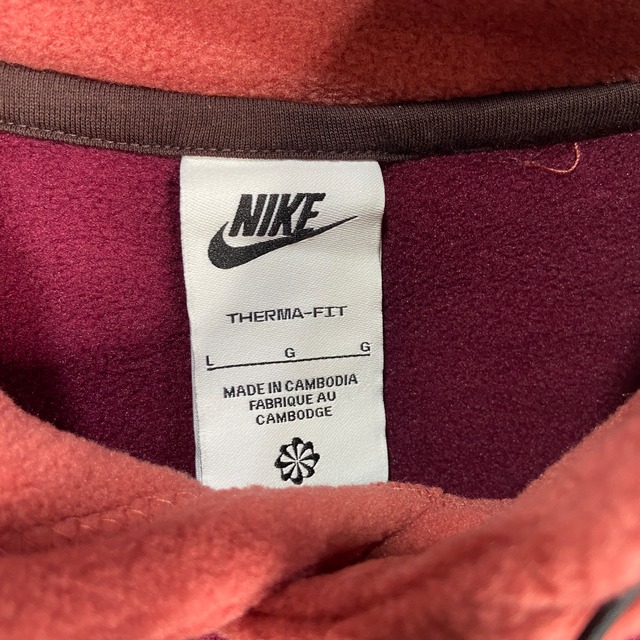 NIKE
THERMA-FIT
L G G
MADE IN CAMBODIA
FABRIQUE AU
CAMBODGE